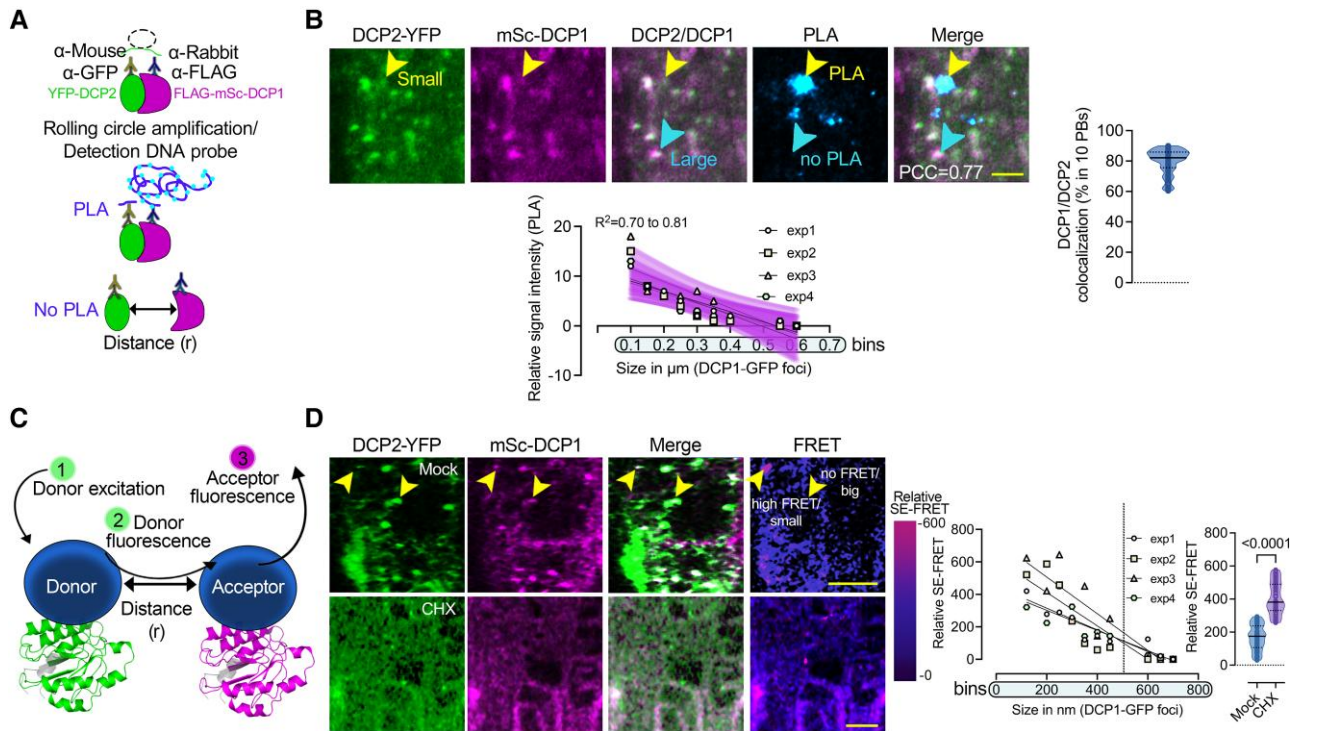 A
α-Mouse
α-Rabbit
α-GFP
α-FLAG
YFP-DCP2
FLAG-mSc-DCP1
Rolling circle amplification/
Detection DNA probe
PLA
No PLA
Distance (r)
B
DCP2-YFP
mSc-DCP1
DCP2/DCP1
PLA
Merge
Small
Large
PLA
no PLA
PCC=0.77
Relative signal intensity (PLA)
20
10
0
-10
R²=0.70 to 0.81
exp1
exp2
exp3
exp4
0.1 0.2 0.3 0.4 0.5 0.6 0.7 bins
Size in µm (DCP1-GFP foci)
DCP1/DCP2
colocalization (% in 10 PBs)
100
80
60
40
20
0
C
1
Donor excitation
2
Donor
fluorescence
3
Acceptor
fluorescence
Donor
Acceptor
Distance
(r)
D
DCP2-YFP
mSc-DCP1
Merge
FRET
Mock
high FRET/
small
no FRET/
big
CHX
Relative
SE-FRET
-600
-0
Relative SE-FRET
800
600
400
200
0
exp1
exp2
exp3
exp4
bins 0 200 400 600 800
Size in nm (DCP1-GFP foci)
Relative SE-FRET
800
600
400
200
0
<0.0001
Mock
CHX